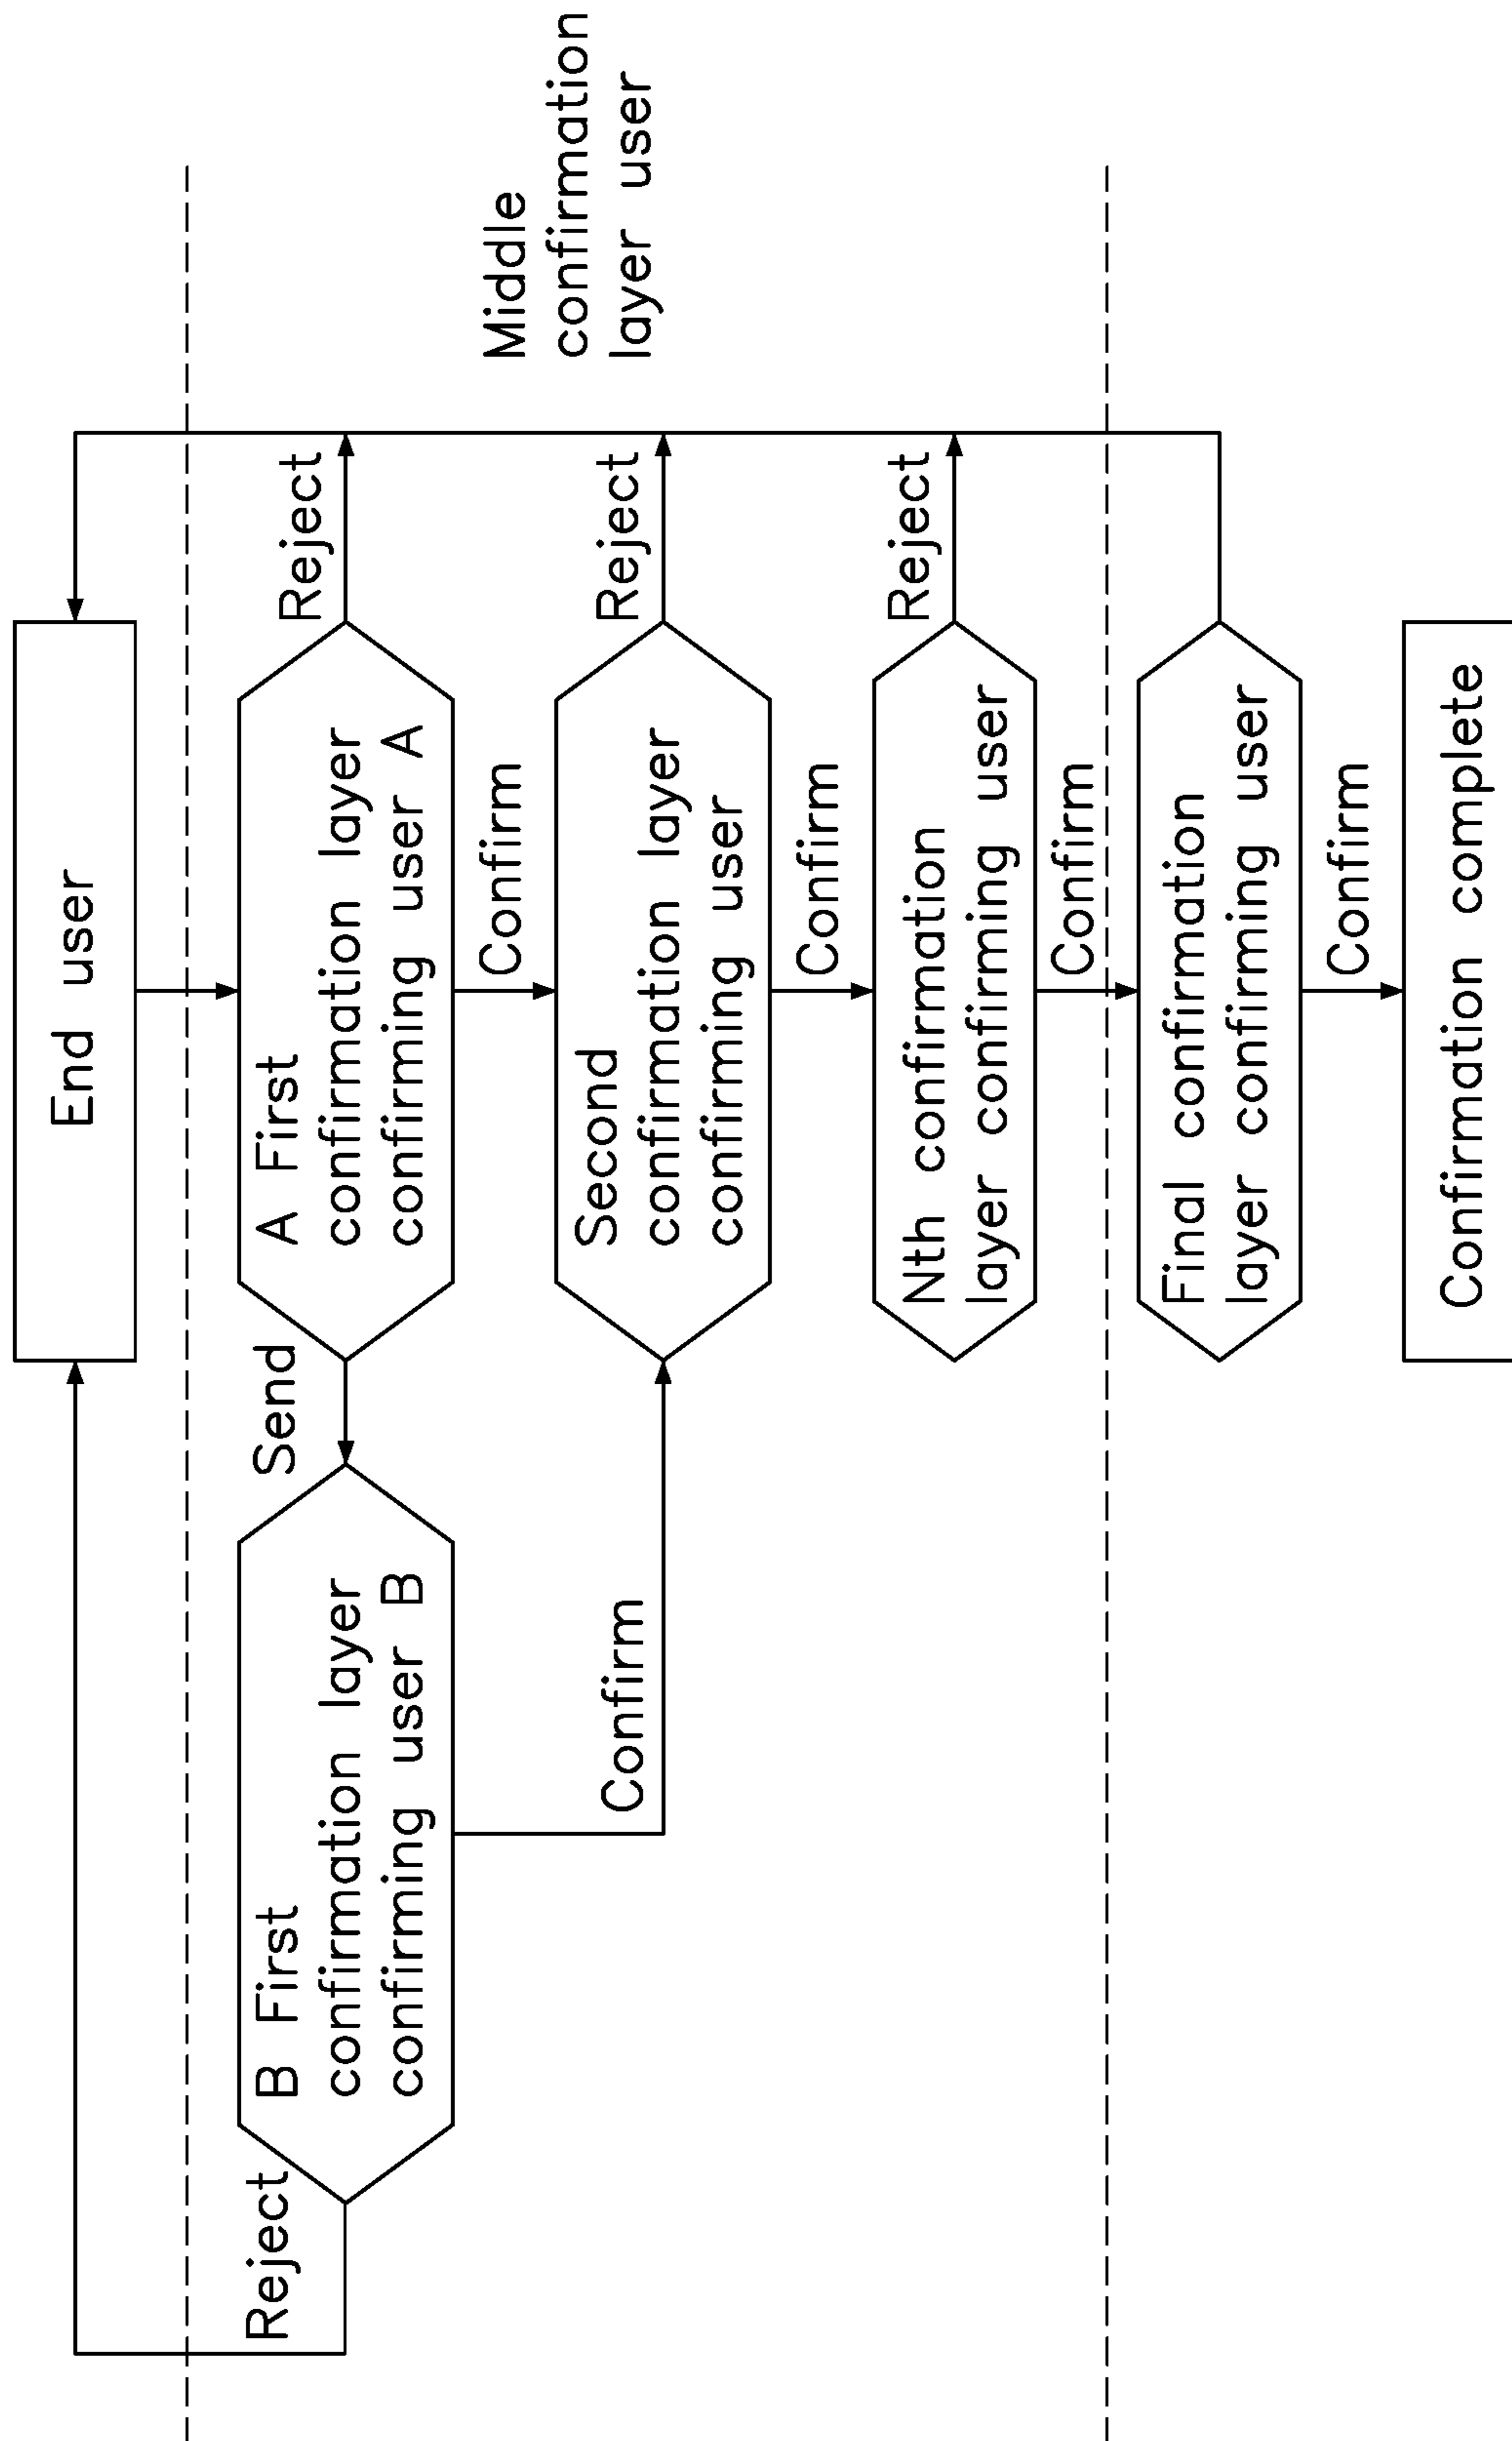 End user
Reject
B First
confirmation layer
confirming user B
Send
A First
confirmation layer
confirming user A
Reject
Confirm
Confirm
Second
confirmation layer
confirming user
Reject
Middle
confirmation
layer user
Confirm
Nth confirmation
layer confirming user
Reject
Confirm
Final confirmation
layer confirming user
Confirm
Confirmation complete